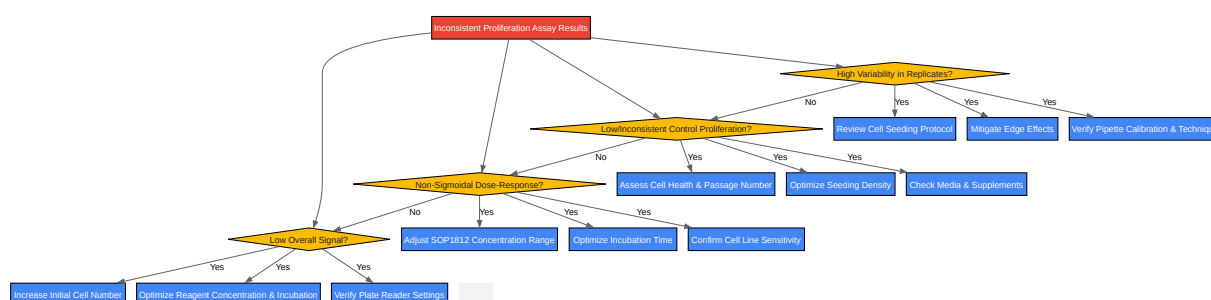 Inconsistent Proliferation Assay Results
High Variability in Replicates?
No
Yes
Yes
Yes
Low/Inconsistent Control Proliferation?
Review Cell Seeding Protocol
Mitigate Edge Effects
Verify Pipette Calibration & Techniqu
No
Yes
Yes
Yes
Non-Sigmoidal Dose-Response?
Assess Cell Health & Passage Number
Optimize Seeding Density
Check Media & Supplements
No
Yes
Yes
Yes
Low Overall Signal?
Adjust SOP1812 Concentration Range
Optimize Incubation Time
Confirm Cell Line Sensitivity
Yes
Yes
Yes
Increase Initial Cell Number
Optimize Reagent Concentration & Incubation
Verify Plate Reader Settings